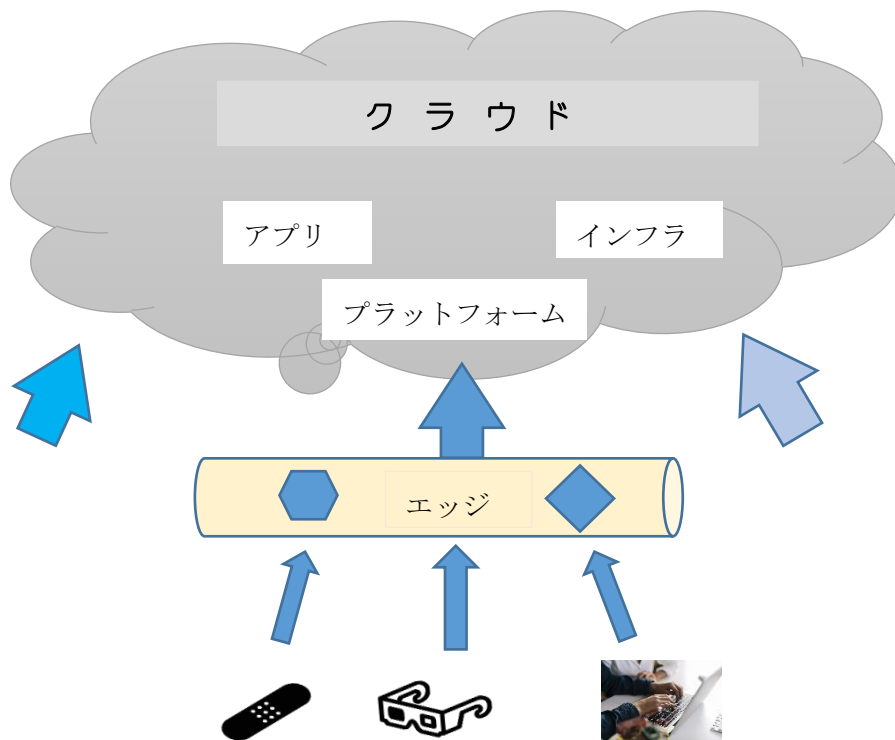 クラウド
アプリ
インフラ
プラットフォーム
エッジ